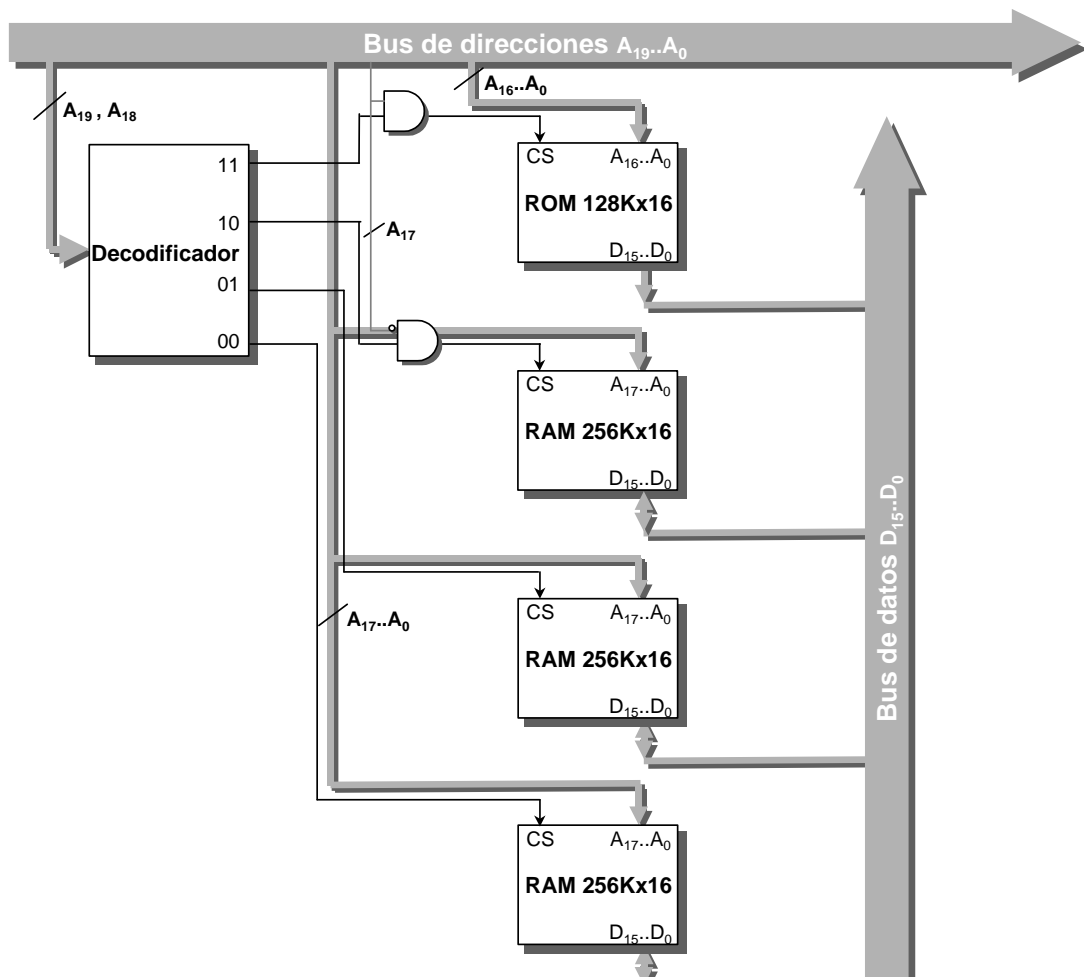 Bus de direcciones A₁₉..A₀
A₁₆..A₀
A₁₉ , A₁₈
11
10
Decodificador
01
00
A₁₇
CS A₁₆..A₀
ROM 128Kx16
D₁₅..D₀
CS A₁₇..A₀
RAM 256Kx16
D₁₅..D₀
A₁₇..A₀
CS A₁₇..A₀
RAM 256Kx16
D₁₅..D₀
CS A₁₇..A₀
RAM 256Kx16
D₁₅..D₀
Bus de datos D₁₅..D₀